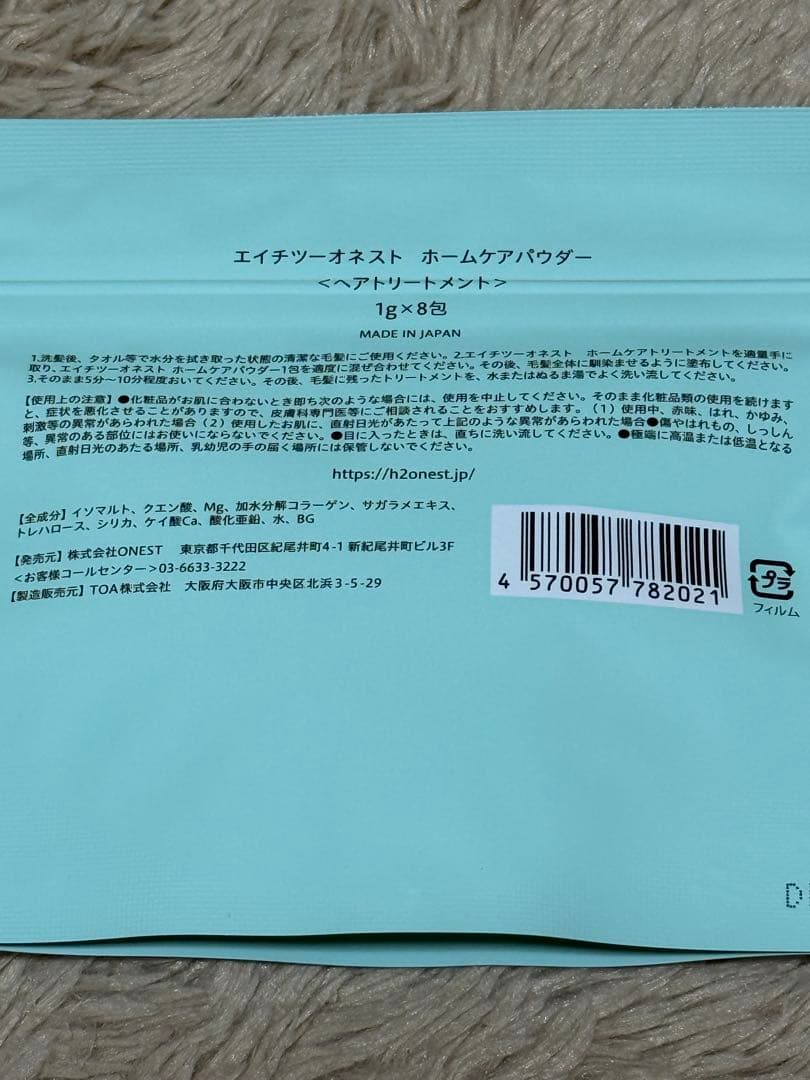 エイチツーオネスト ホームケアパウダー
＜ヘアトリートメント＞
1g×8包
MADE IN JAPAN
1.洗髪後、タオル等で水分を拭き取った状態の清潔な毛髪にご使用ください。2.エイチツーオネスト ホームケアトリートメントを適量手に
取り、エイチツーオネスト ホームケアパウダー1包を適度に混ぜ合わせてください。その後、毛髪全体に馴染ませるように塗布してください。
3.そのまま5分～10分程度おいてください。その後、毛髪に残ったトリートメントを、水またはぬるま湯でよく洗い流してください。
【使用上の注意】●化粧品がお肌に合わないとき即ち次のような場合には、使用を中止してください。そのまま化粧品類の使用を続けます
と、症状を悪化させることがありますので、皮膚科専門医等にご相談されることをおすすめします。（1）使用中、赤味、はれ、かゆみ、
刺激等の異常があらわれた場合（2）使用したお肌に、直射日光があたって上記のような異常があらわれた場合●傷やはれもの、しっしん
等、異常のある部位にはお使いにならないでください。●目に入ったときは、直ちに洗い流してください。●極端に高温または低温となる
場所、直射日光のあたる場所、乳幼児の手の届く場所には保管しないでください。
https://h2onest.jp/
【全成分】イソマルト、クエン酸、Mg、加水分解コラーゲン、サガラメエキス、
トレハロース、シリカ、ケイ酸Ca、酸化亜鉛、水、BG
【発売元】株式会社ONEST 東京都千代田区紀尾井町4-1 新紀尾井町ビル3F
＜お客様コールセンター＞03-6633-3222
【製造販売元】TOA株式会社 大阪府大阪市中央区北浜3-5-29
4 570057 782021
プラ
フィルム